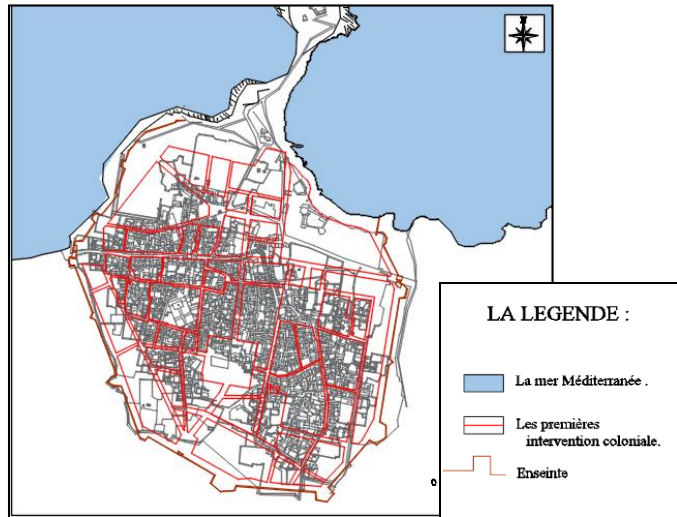 LA LEGENDE :
La mer Méditerranée .
Les premières
intervention coloniale.
Enseinte